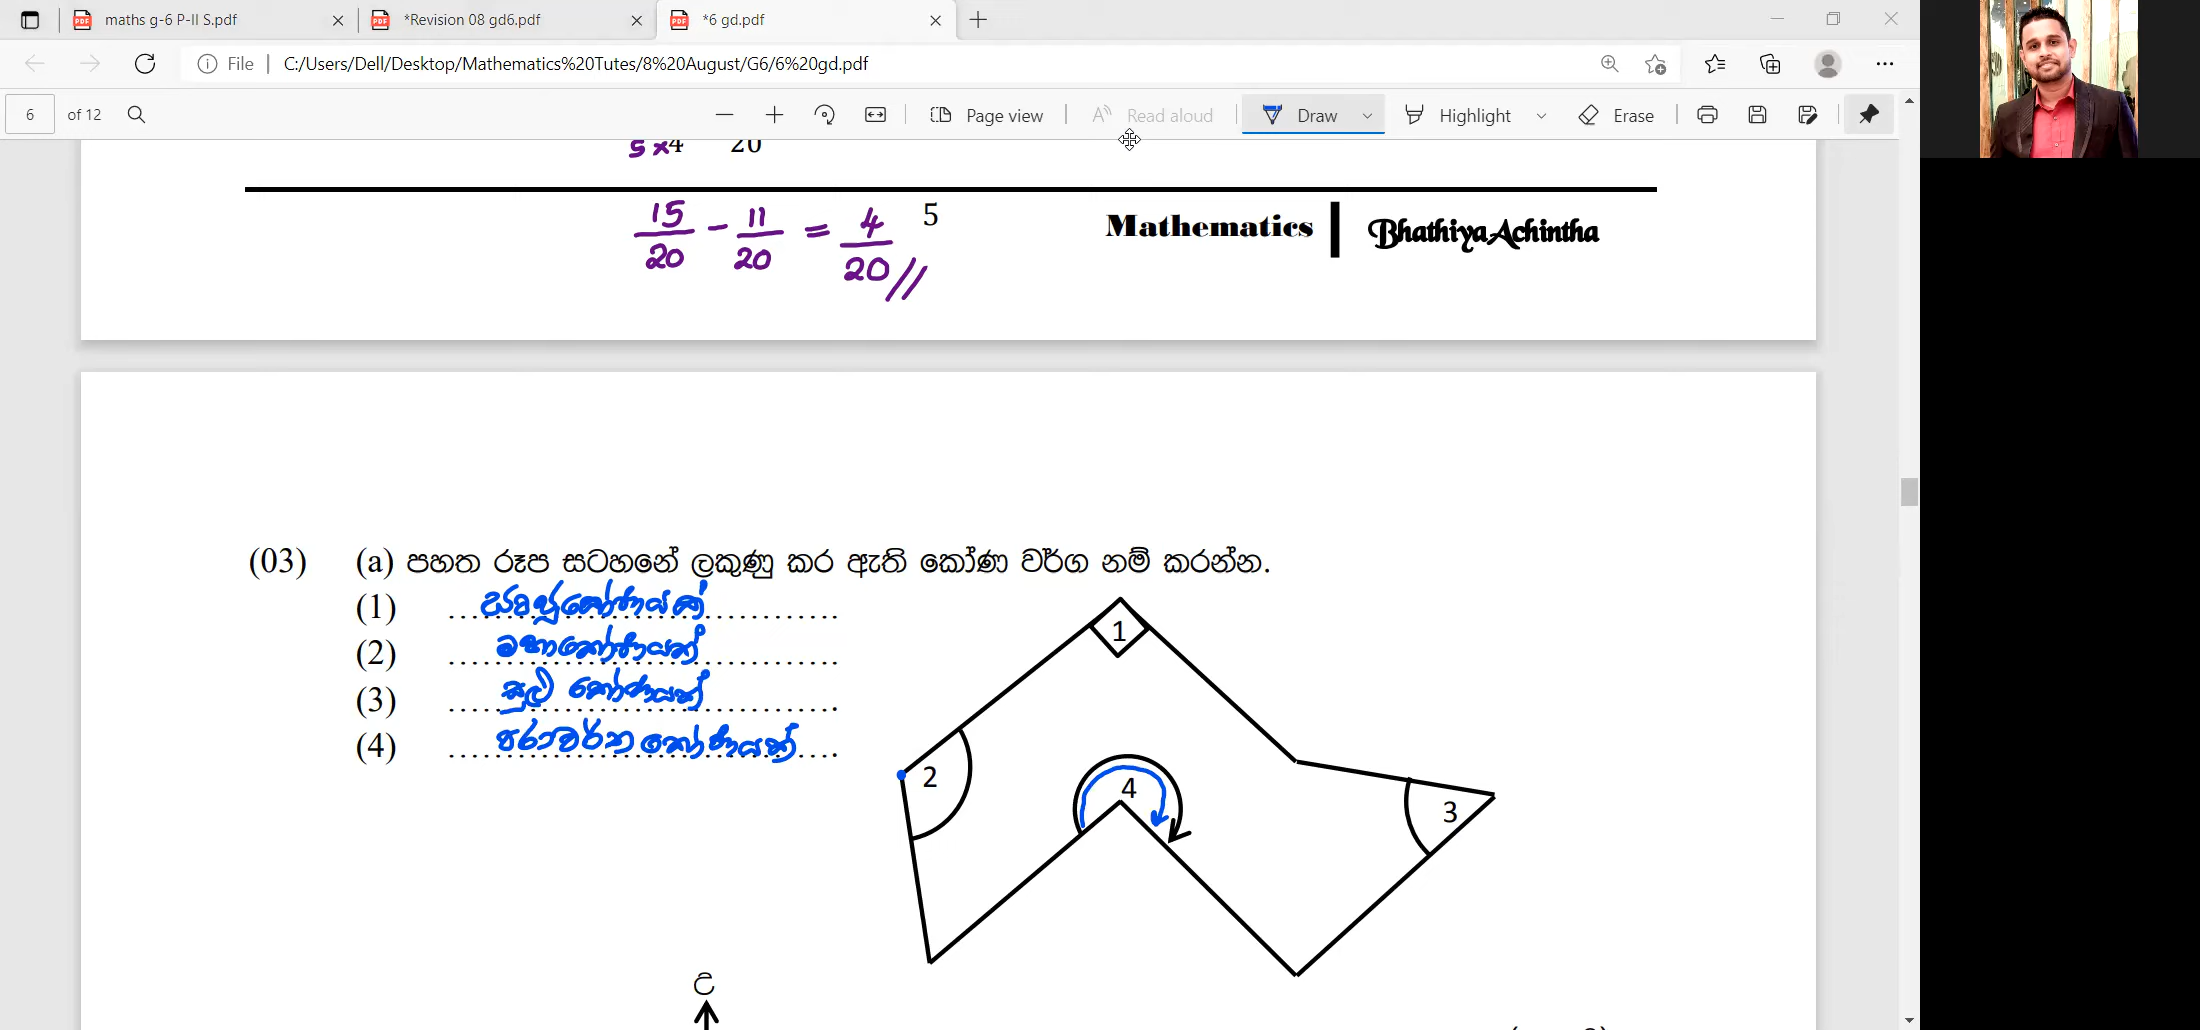 maths g-6 P-II S.pdf
*Revision 08 gd6.pdf
*6 gd.pdf
File
C:/Users/Dell/Desktop/Mathematics%20Tutes/8%20August/G6/6%20gd.pdf
6 of 12
Page view
Read aloud
Draw
Highlight
Erase
5 ×4 20
15/20 - 11/20 = 4/20 //
5
Mathematics | Bhathiya Achintha
(03) (a) පහත රූප සටහනේ ලකුණු කර ඇති කෝණ වර්ග නම් කරන්න.
(1) ඍජුකෝණයක්
(2) මහාකෝණයක්
(3) සුළු කෝණයක්
(4) පරාවර්ත කෝණයක්
1
2
4
3
උ